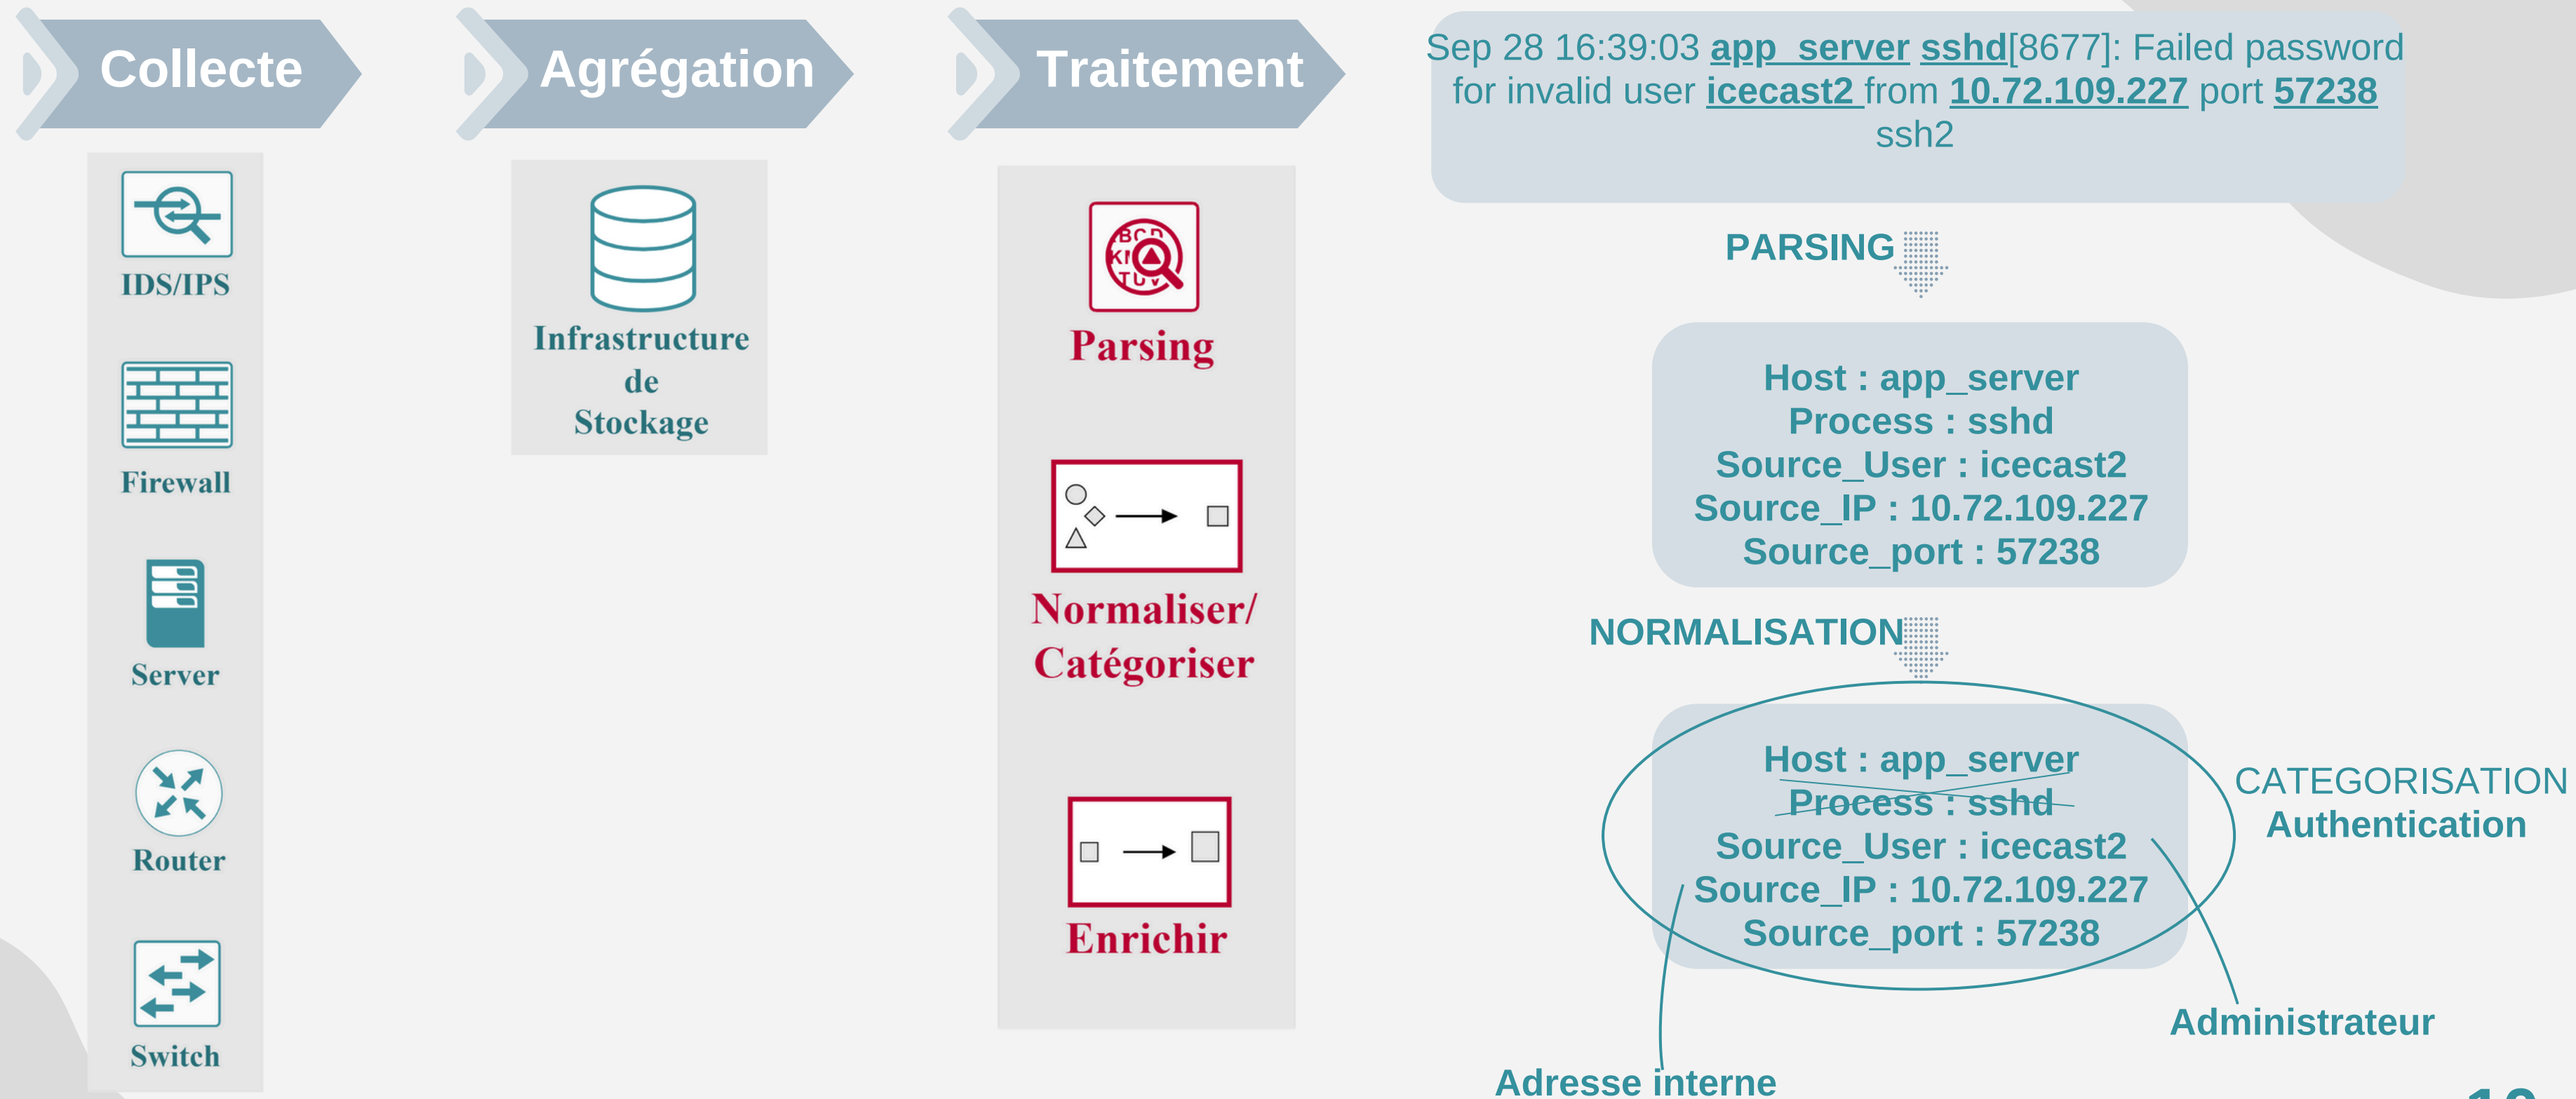 Collecte
IDS/IPS
Firewall
Server
Router
Switch
Agrégation
Infrastructure
de
Stockage
Traitement
Parsing
Normaliser/
Catégoriser
Enrichir
Sep 28 16:39:03 app_server sshd[8677]: Failed password
for invalid user icecast2 from 10.72.109.227 port 57238
ssh2
PARSING
Host : app_server
Process : sshd
Source_User : icecast2
Source_IP : 10.72.109.227
Source_port : 57238
NORMALISATION
Host : app_server
Process : sshd
Source_User : icecast2
Source_IP : 10.72.109.227
Source_port : 57238
CATEGORISATION
Authentication
Administrateur
Adresse interne